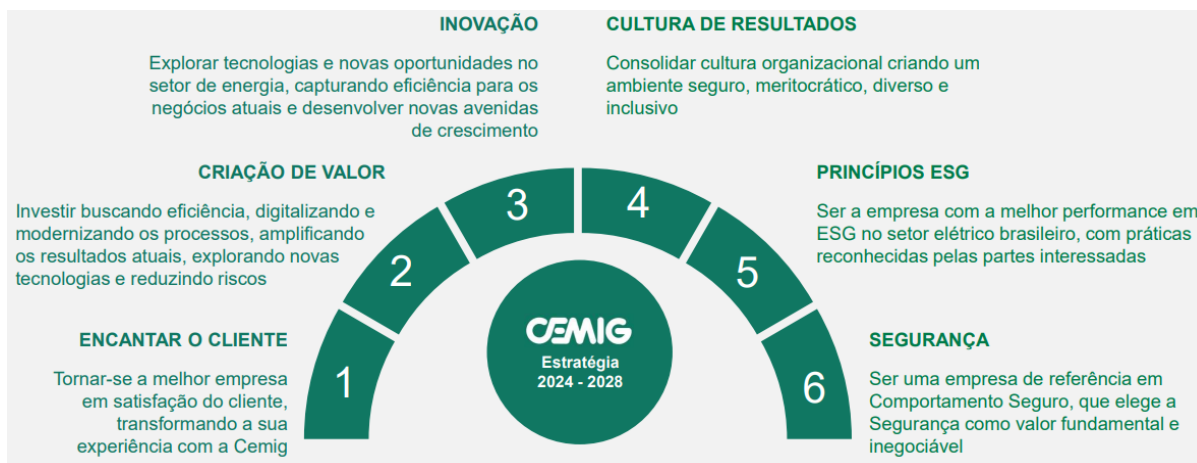 INOVAÇÃO
Explorar tecnologias e novas oportunidades no
setor de energia, capturando eficiência para os
negócios atuais e desenvolver novas avenidas
de crescimento
CULTURA DE RESULTADOS
Consolidar cultura organizacional criando um
ambiente seguro, meritocrático, diverso e
inclusivo
CRIAÇÃO DE VALOR
Investir buscando eficiência, digitalizando e
modernizando os processos, amplificando
os resultados atuais, explorando novas
tecnologias e reduzindo riscos
PRINCÍPIOS ESG
Ser a empresa com a melhor performance em
ESG no setor elétrico brasileiro, com práticas
reconhecidas pelas partes interessadas
ENCANTAR O CLIENTE
Tornar-se a melhor empresa
em satisfação do cliente,
transformando a sua
experiência com a Cemig
SEGURANÇA
Ser uma empresa de referência em
Comportamento Seguro, que elege a
Segurança como valor fundamental e
inegociável
1
2
3
4
5
6
CEMIG
Estratégia
2024 - 2028